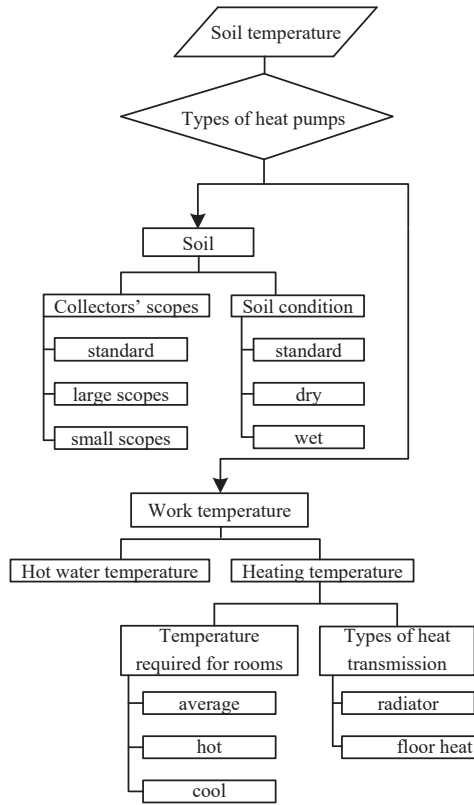 Soil temperature
Types of heat pumps
Soil
Collectors' scopes
Soil condition
standard
standard
large scopes
dry
small scopes
wet
Work temperature
Hot water temperature
Heating temperature
Temperature
required for rooms
Types of heat
transmission
average
radiator
hot
floor heat
cool